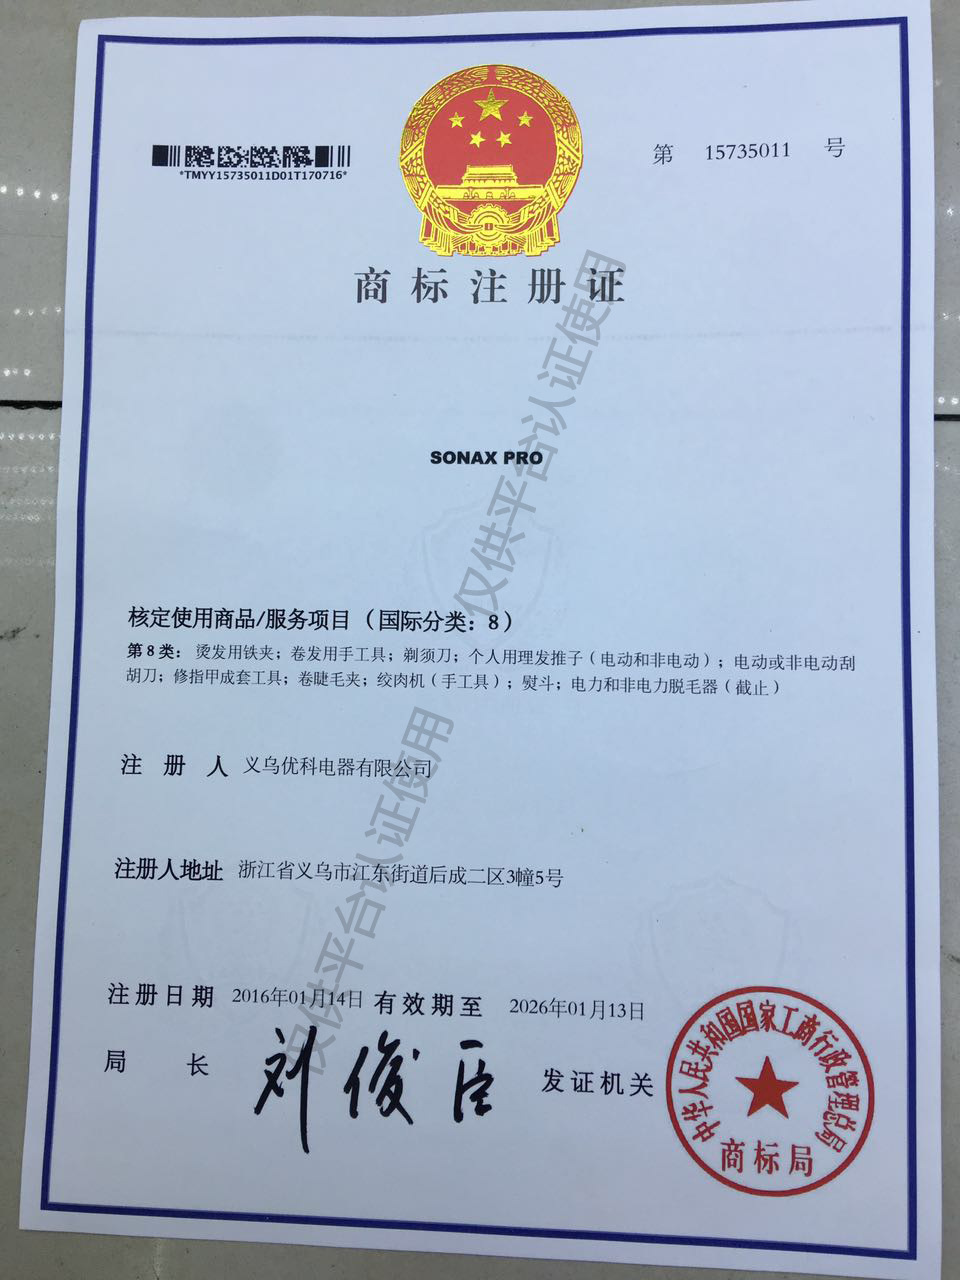 *TMYY15735011D01T170716*
第 15735011 号
商标注册证
SONAX PRO
核定使用商品/服务项目（国际分类：8）
第8类：烫发用铁夹；卷发用手工具；剃须刀；个人用理发推子（电动和非电动）；电动或非电动刮
胡刀；修指甲成套工具；卷睫毛夹；绞肉机（手工具）；熨斗；电力和非电力脱毛器（截止）
注册人 义乌优科电器有限公司
注册人地址 浙江省义乌市江东街道后成二区3幢5号
注册日期 2016年01月14日 有效期至 2026年01月13日
局长 刘俊臣 发证机关
中华人民共和国国家工商行政管理总局
商标局
仅供平台认证使用
仅供平台认证使用